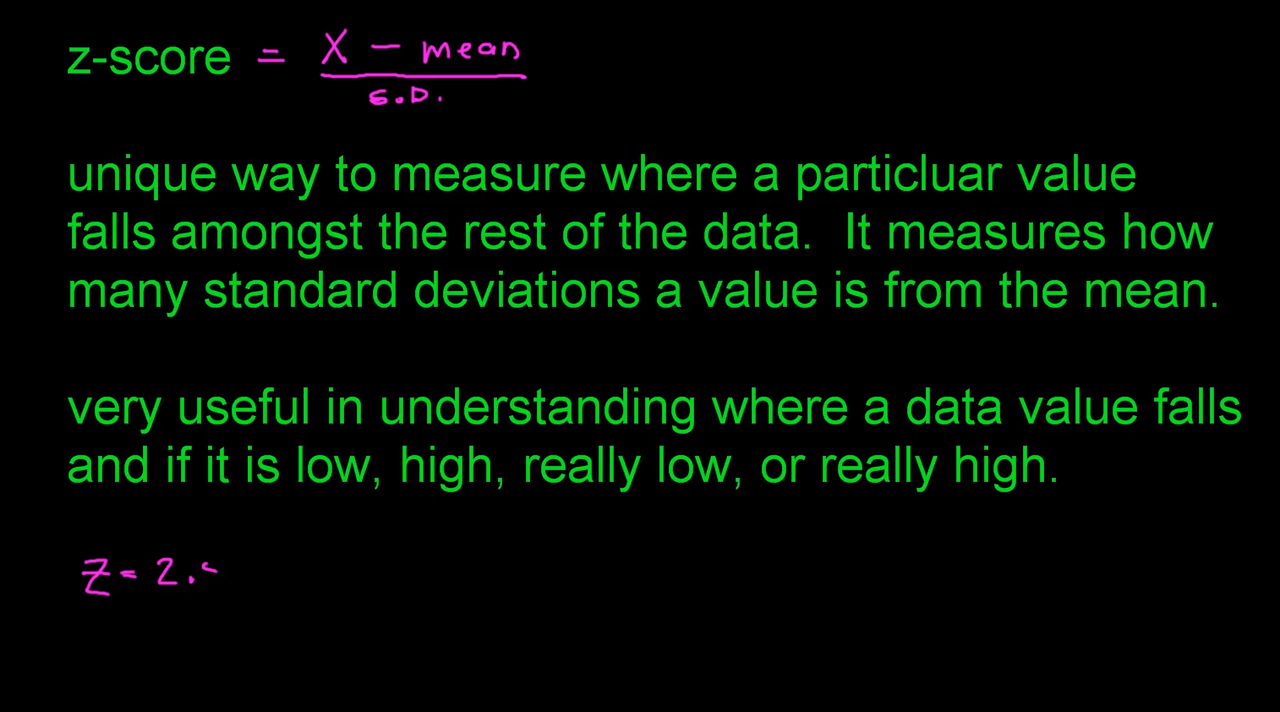 z-score = X - mean
s.D.
unique way to measure where a particluar value
falls amongst the rest of the data. It measures how
many standard deviations a value is from the mean.
very useful in understanding where a data value falls
and if it is low, high, really low, or really high.
Z = 2.